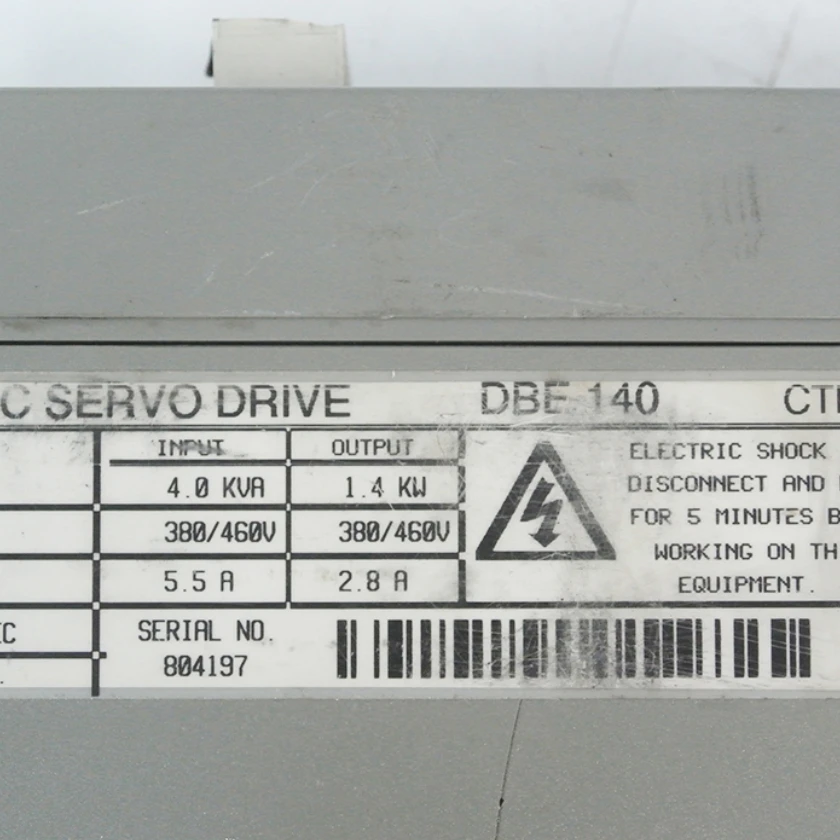 C SERVO DRIVE DBE 140 CT
INPUT OUTPUT
4.0 KVA 1.4 KW
380/460V 380/460V
5.5 A 2.8 A
ELECTRIC SHOCK
DISCONNECT AND
FOR 5 MINUTES B
WORKING ON TH
EQUIPMENT.
SERIAL NO.
804197